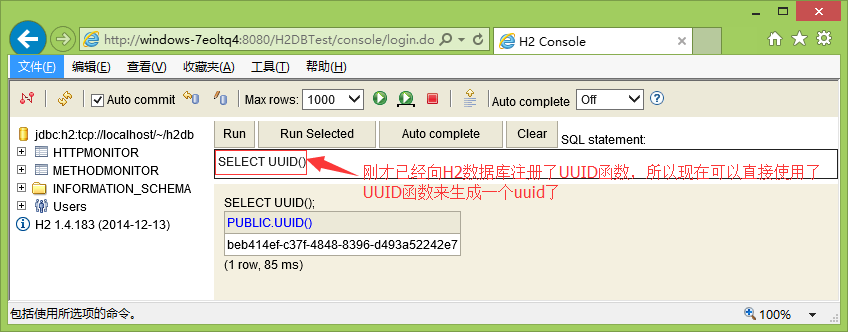 http://windows-7eoltq4:8080/H2DBTest/console/login.do
H2 Console
文件(F) 编辑(E) 查看(V) 收藏夹(A) 工具(T) 帮助(H)
Auto commit Max rows: 1000 Auto complete Off
jdbc:h2:tcp://localhost/~/h2db
HTTPMONITOR
METHODMONITOR
INFORMATION_SCHEMA
Users
H2 1.4.183 (2014-12-13)
Run Run Selected Auto complete Clear SQL statement:
SELECT UUID()
刚才已经向H2数据库注册了UUID函数，所以现在可以直接使用了
UUID函数来生成一个uuid了
SELECT UUID();
PUBLIC.UUID()
beb414ef-c37f-4848-8396-d493a52242e7
(1 row, 85 ms)
包括使用所选项的命令。 100%